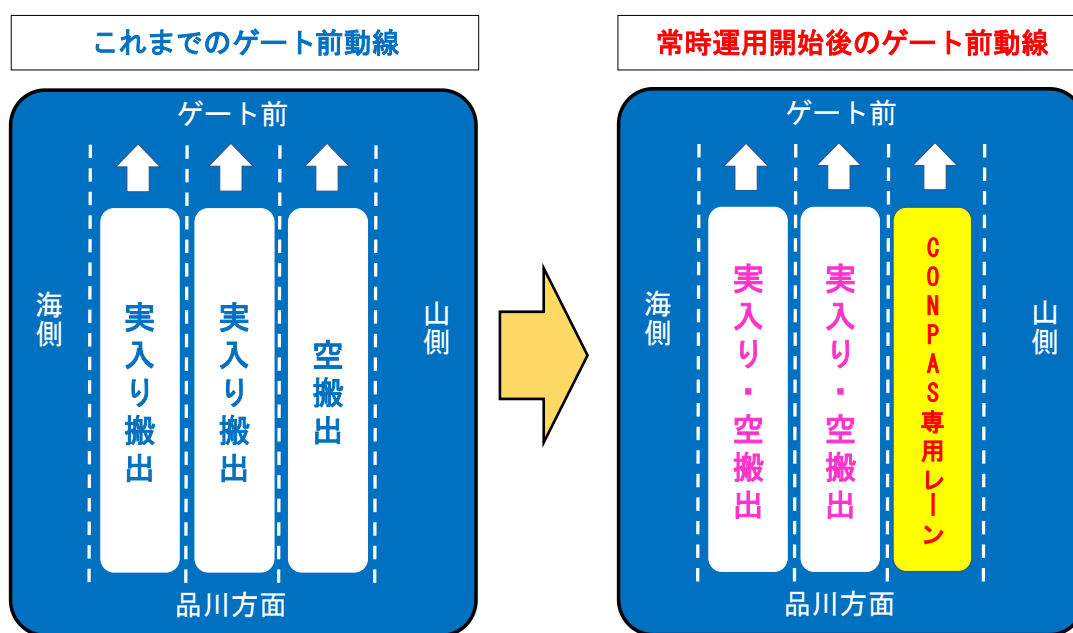 これまでのゲート前動線
ゲート前
海側
実入り搬出
実入り搬出
空搬出
山側
品川方面
常時運用開始後のゲート前動線
ゲート前
海側
実入り・空搬出
実入り・空搬出
CONPAS専用レーン
山側
品川方面